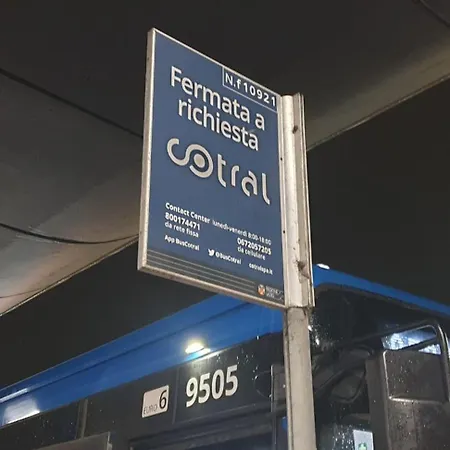 N.f10921
Fermata a
richiesta
cotral
Contact Center lunedì-venerdì 8:00-18:00
800174471 0672057205
da rete fissa da cellulare
App BusCotral @BusCotral cotralspa.it
EURO 6
9505